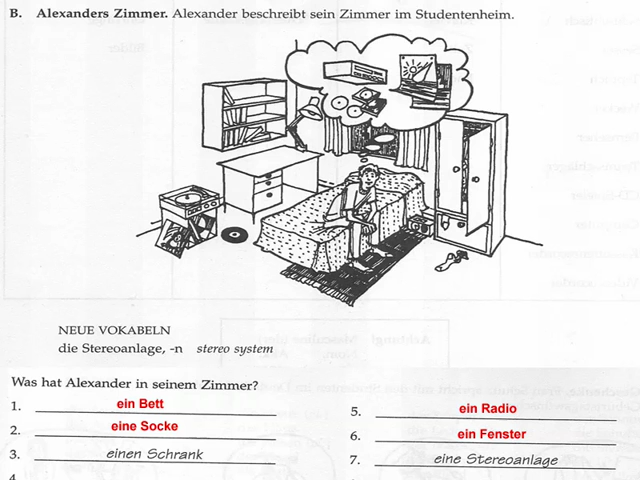 B. Alexanders Zimmer. Alexander beschreibt sein Zimmer im Studentenheim.
NEUE VOKABELN
die Stereoanlage, -n stereo system
Was hat Alexander in seinem Zimmer?
1. ein Bett
2. eine Socke
3. einen Schrank
5. ein Radio
6. ein Fenster
7. eine Stereoanlage